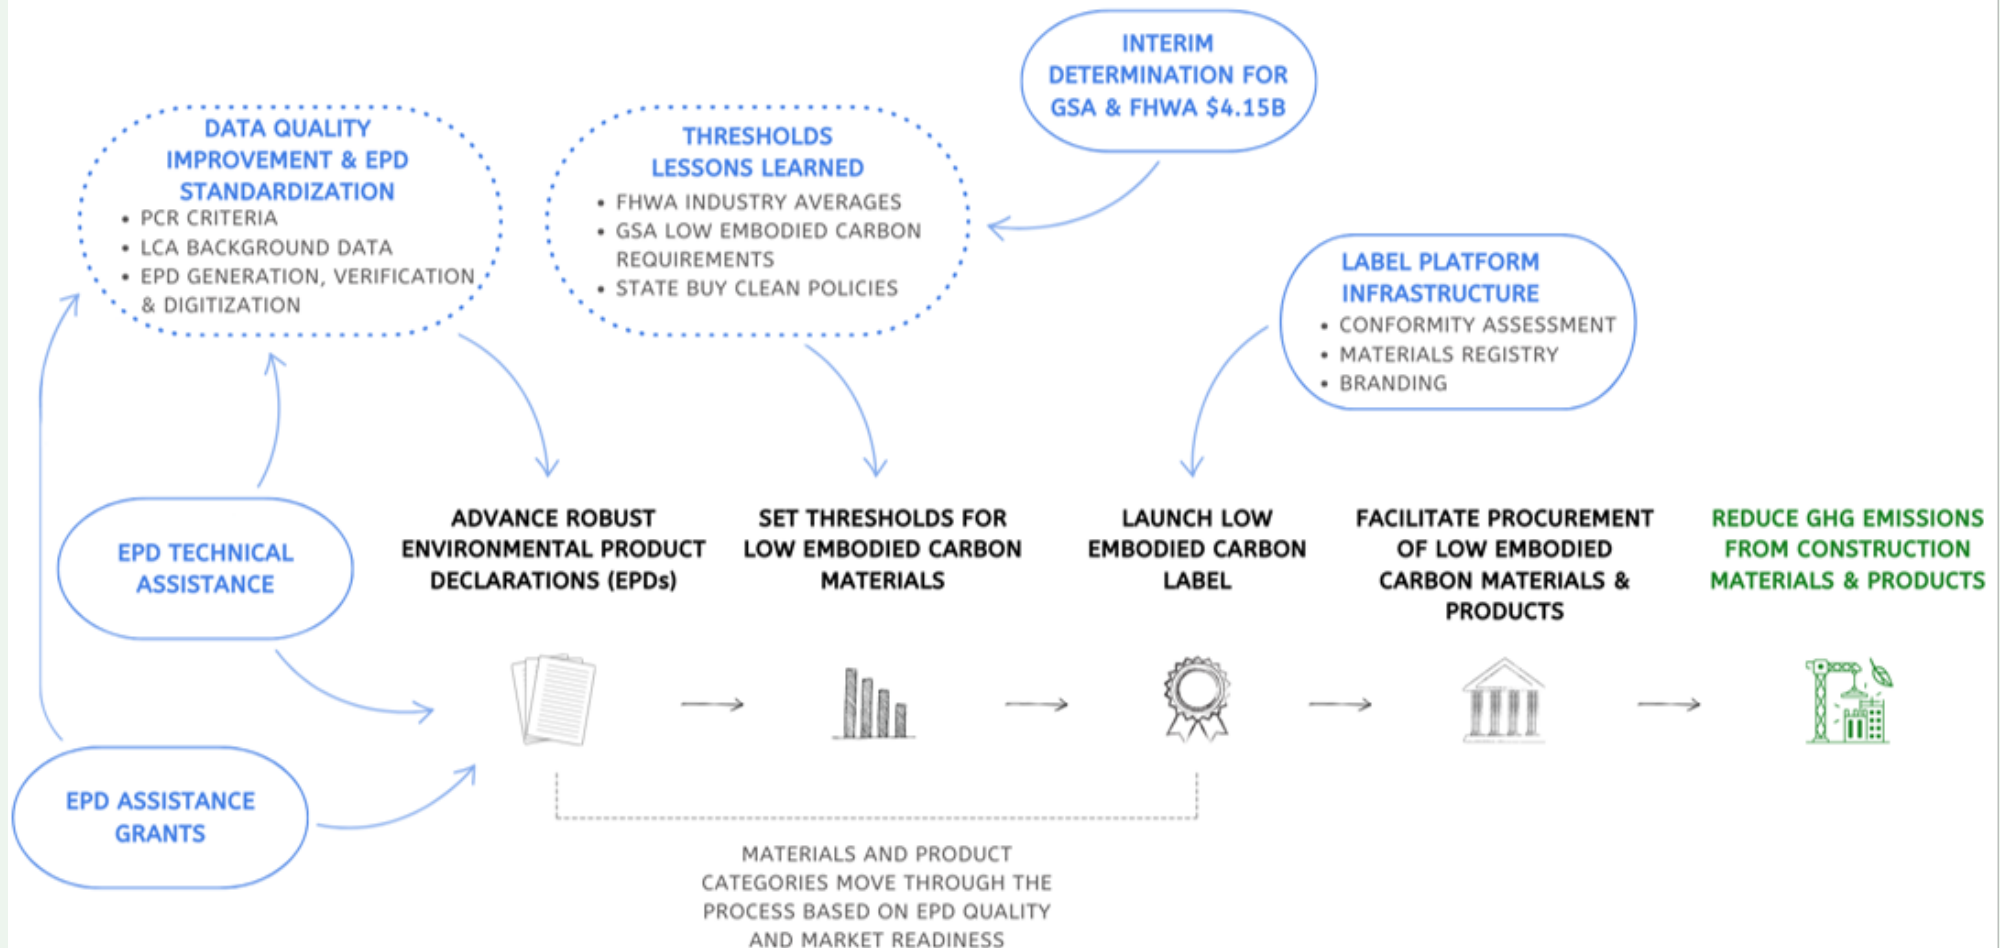 INTERIM
DETERMINATION FOR
GSA & FHWA $4.15B
DATA QUALITY
IMPROVEMENT & EPD
STANDARDIZATION
• PCR CRITERIA
• LCA BACKGROUND DATA
• EPD GENERATION, VERIFICATION
& DIGITIZATION
THRESHOLDS
LESSONS LEARNED
• FHWA INDUSTRY AVERAGES
• GSA LOW EMBODIED CARBON
REQUIREMENTS
• STATE BUY CLEAN POLICIES
LABEL PLATFORM
INFRASTRUCTURE
• CONFORMITY ASSESSMENT
• MATERIALS REGISTRY
• BRANDING
EPD TECHNICAL
ASSISTANCE
EPD ASSISTANCE
GRANTS
ADVANCE ROBUST
ENVIRONMENTAL PRODUCT
DECLARATIONS (EPDs)
SET THRESHOLDS FOR
LOW EMBODIED CARBON
MATERIALS
LAUNCH LOW
EMBODIED CARBON
LABEL
FACILITATE PROCUREMENT
OF LOW EMBODIED
CARBON MATERIALS &
PRODUCTS
REDUCE GHG EMISSIONS
FROM CONSTRUCTION
MATERIALS & PRODUCTS
MATERIALS AND PRODUCT
CATEGORIES MOVE THROUGH THE
PROCESS BASED ON EPD QUALITY
AND MARKET READINESS